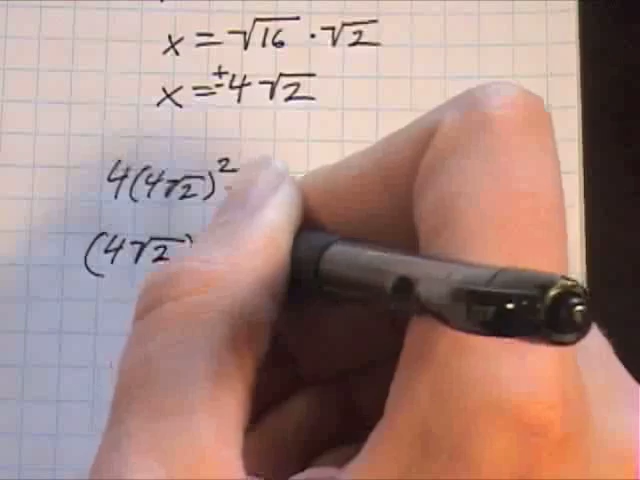 x = √16 · √2
x = ±4√2
4(4√2)²
(4√2)